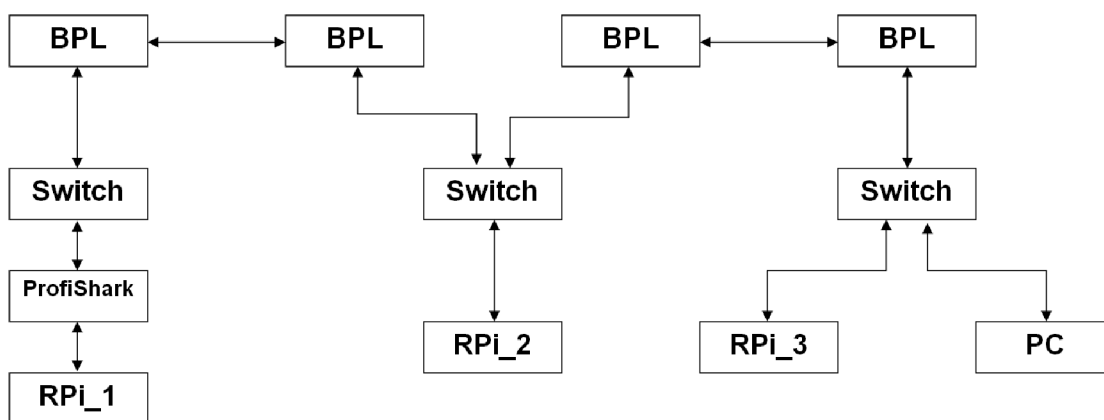 BPL
BPL
BPL
BPL
Switch
Switch
Switch
ProfiShark
RPi_2
RPi_3
PC
RPi_1